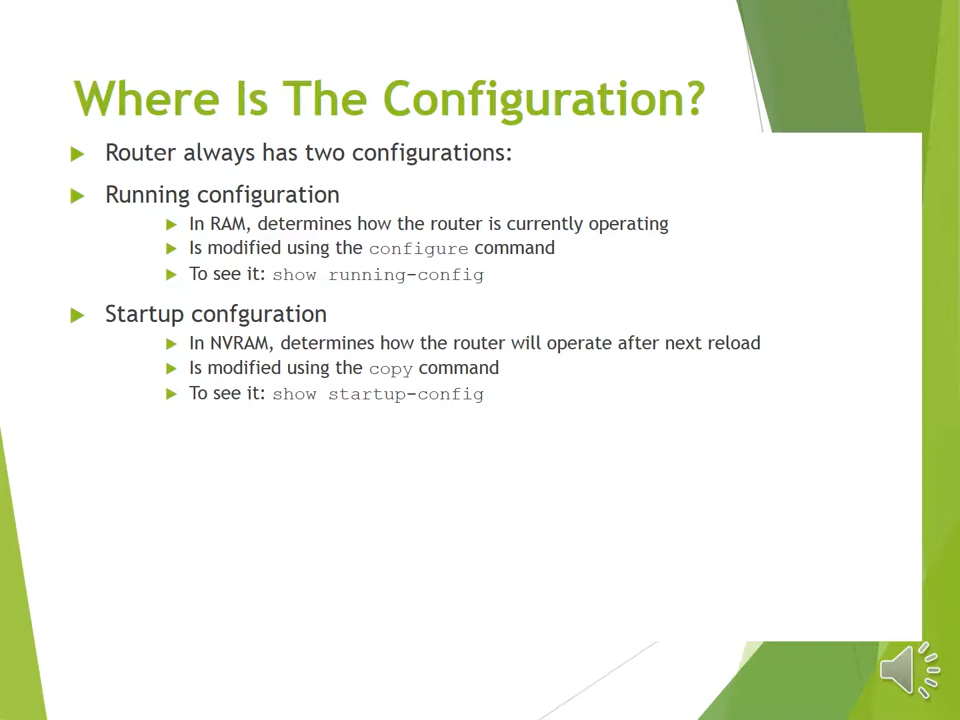 Where Is The Configuration?
Router always has two configurations:
Running configuration
In RAM, determines how the router is currently operating
Is modified using the configure command
To see it: show running-config
Startup confguration
In NVRAM, determines how the router will operate after next reload
Is modified using the copy command
To see it: show startup-config